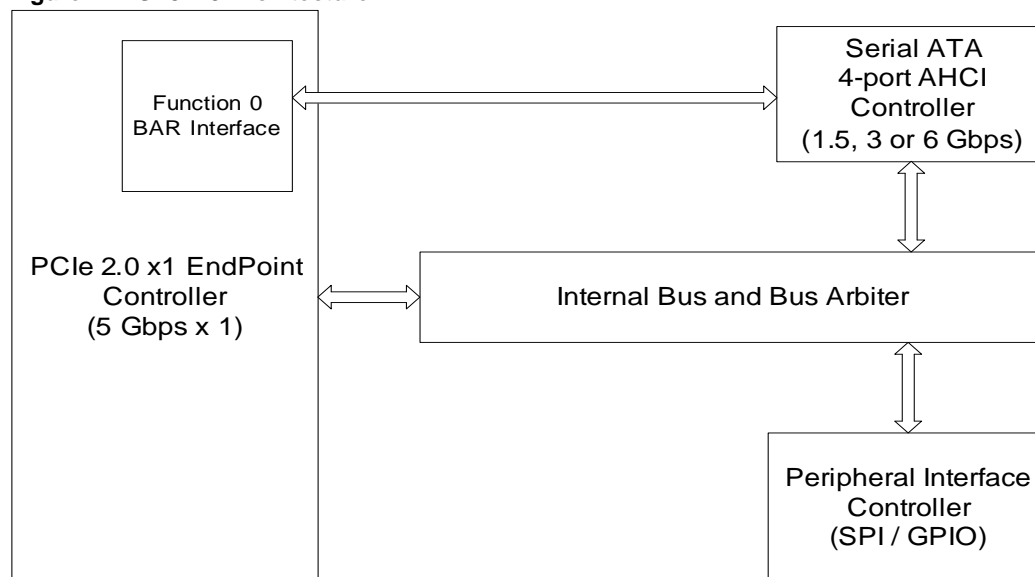 Function 0
BAR Interface
Serial ATA
4-port AHCI
Controller
(1.5, 3 or 6 Gbps)
PCIe 2.0 x1 EndPoint
Controller
(5 Gbps x 1)
Internal Bus and Bus Arbiter
Peripheral Interface
Controller
(SPI / GPIO)